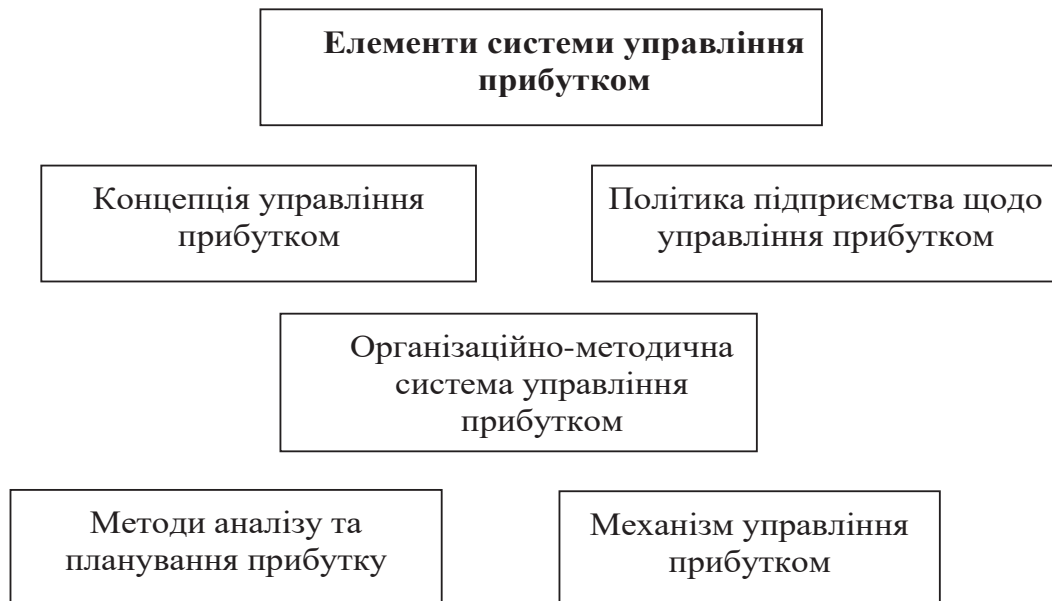 Елементи системи управління
прибутком
Концепція управління
прибутком
Політика підприємства щодо
управління прибутком
Організаційно-методична
система управління
прибутком
Методи аналізу та
планування прибутку
Механізм управління
прибутком